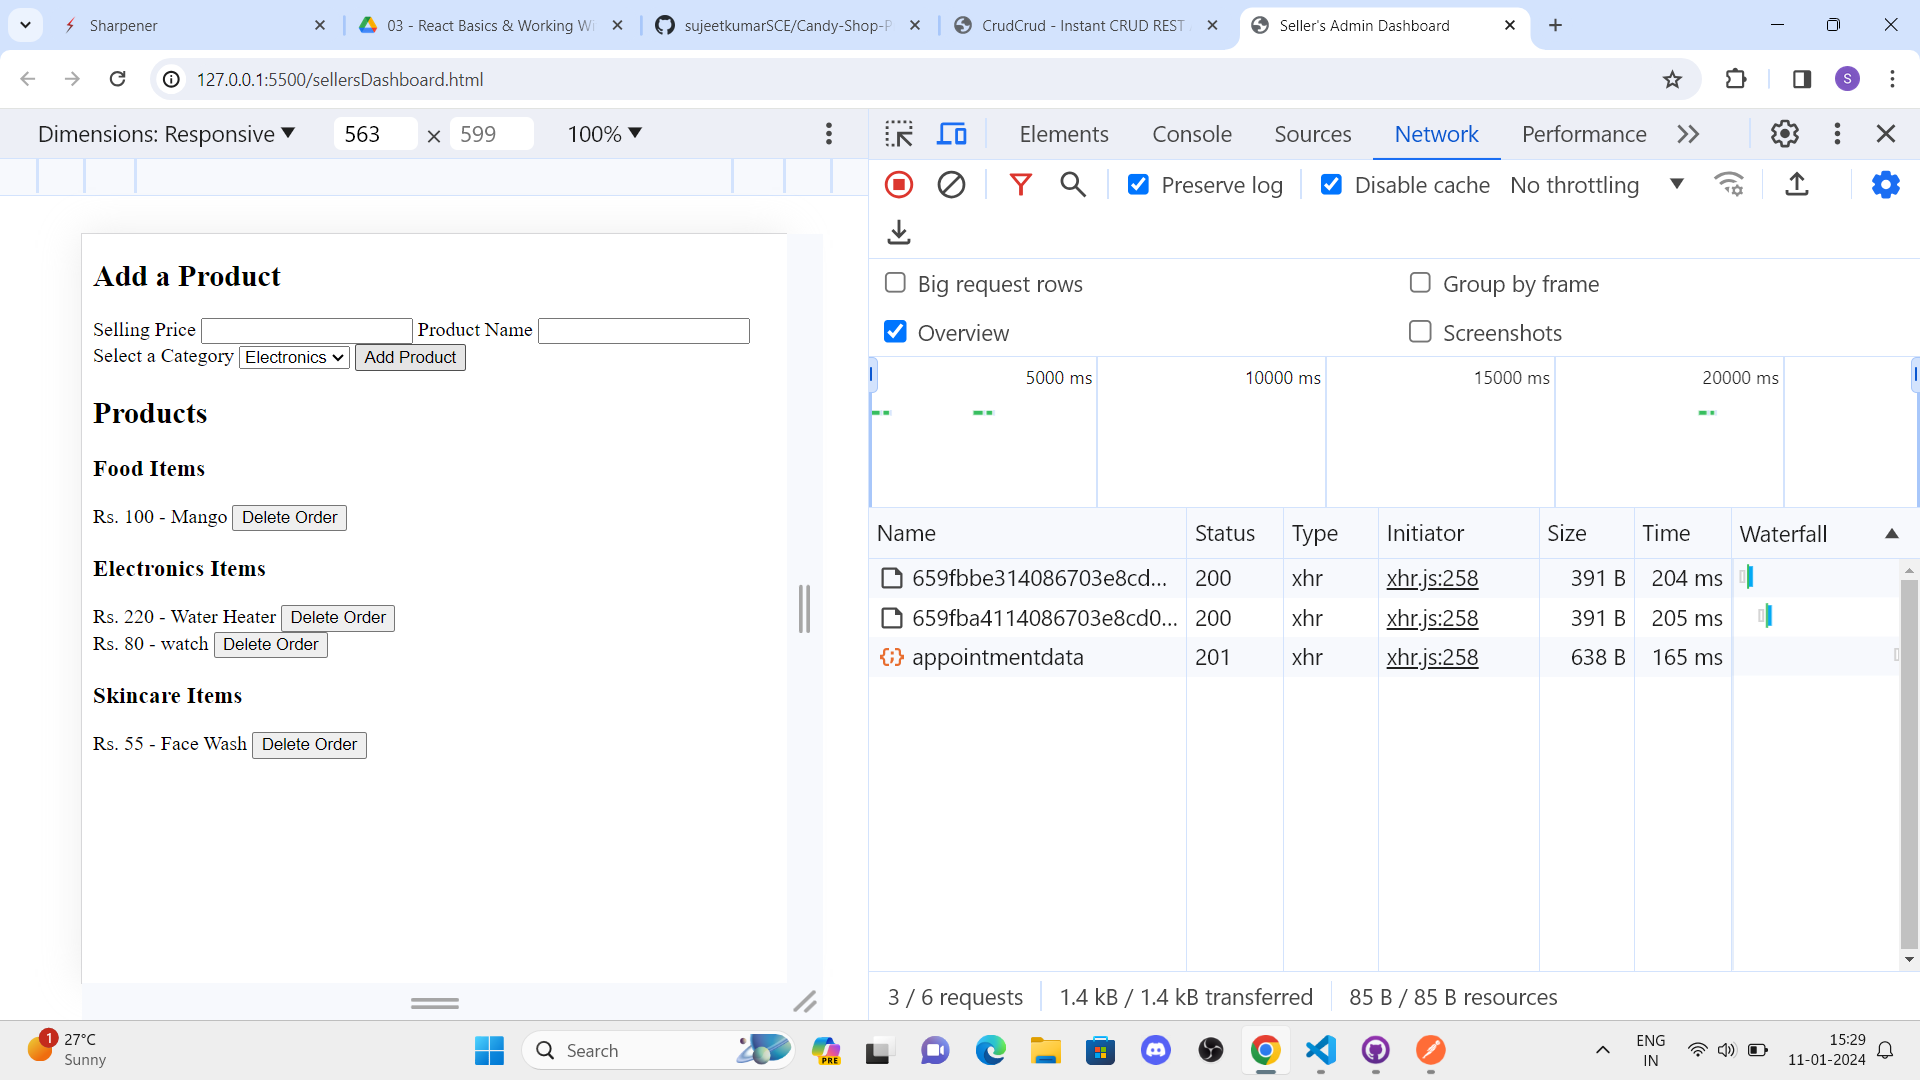 Sharpener
03 - React Basics & Working Wi
sujeetkumarSCE/Candy-Shop-P
CrudCrud - Instant CRUD REST
Seller's Admin Dashboard
127.0.0.1:5500/sellersDashboard.html
S
Dimensions: Responsive
563 × 599
100%
Elements Console Sources Network Performance
Preserve log Disable cache No throttling
Big request rows Group by frame
Overview Screenshots
5000 ms 10000 ms 15000 ms 20000 ms
Add a Product
Selling Price Product Name
Select a Category Electronics Add Product
Products
Food Items
Rs. 100 - Mango Delete Order
Electronics Items
Rs. 220 - Water Heater Delete Order
Rs. 80 - watch Delete Order
Skincare Items
Rs. 55 - Face Wash Delete Order
Name Status Type Initiator Size Time Waterfall
659fbbe314086703e8cd... 200 xhr xhr.js:258 391 B 204 ms
659fba4114086703e8cd0... 200 xhr xhr.js:258 391 B 205 ms
appointmentdata 201 xhr xhr.js:258 638 B 165 ms
3 / 6 requests 1.4 kB / 1.4 kB transferred 85 B / 85 B resources
1
27°C
Sunny
Search
PRE
ENG
IN
15:29
11-01-2024